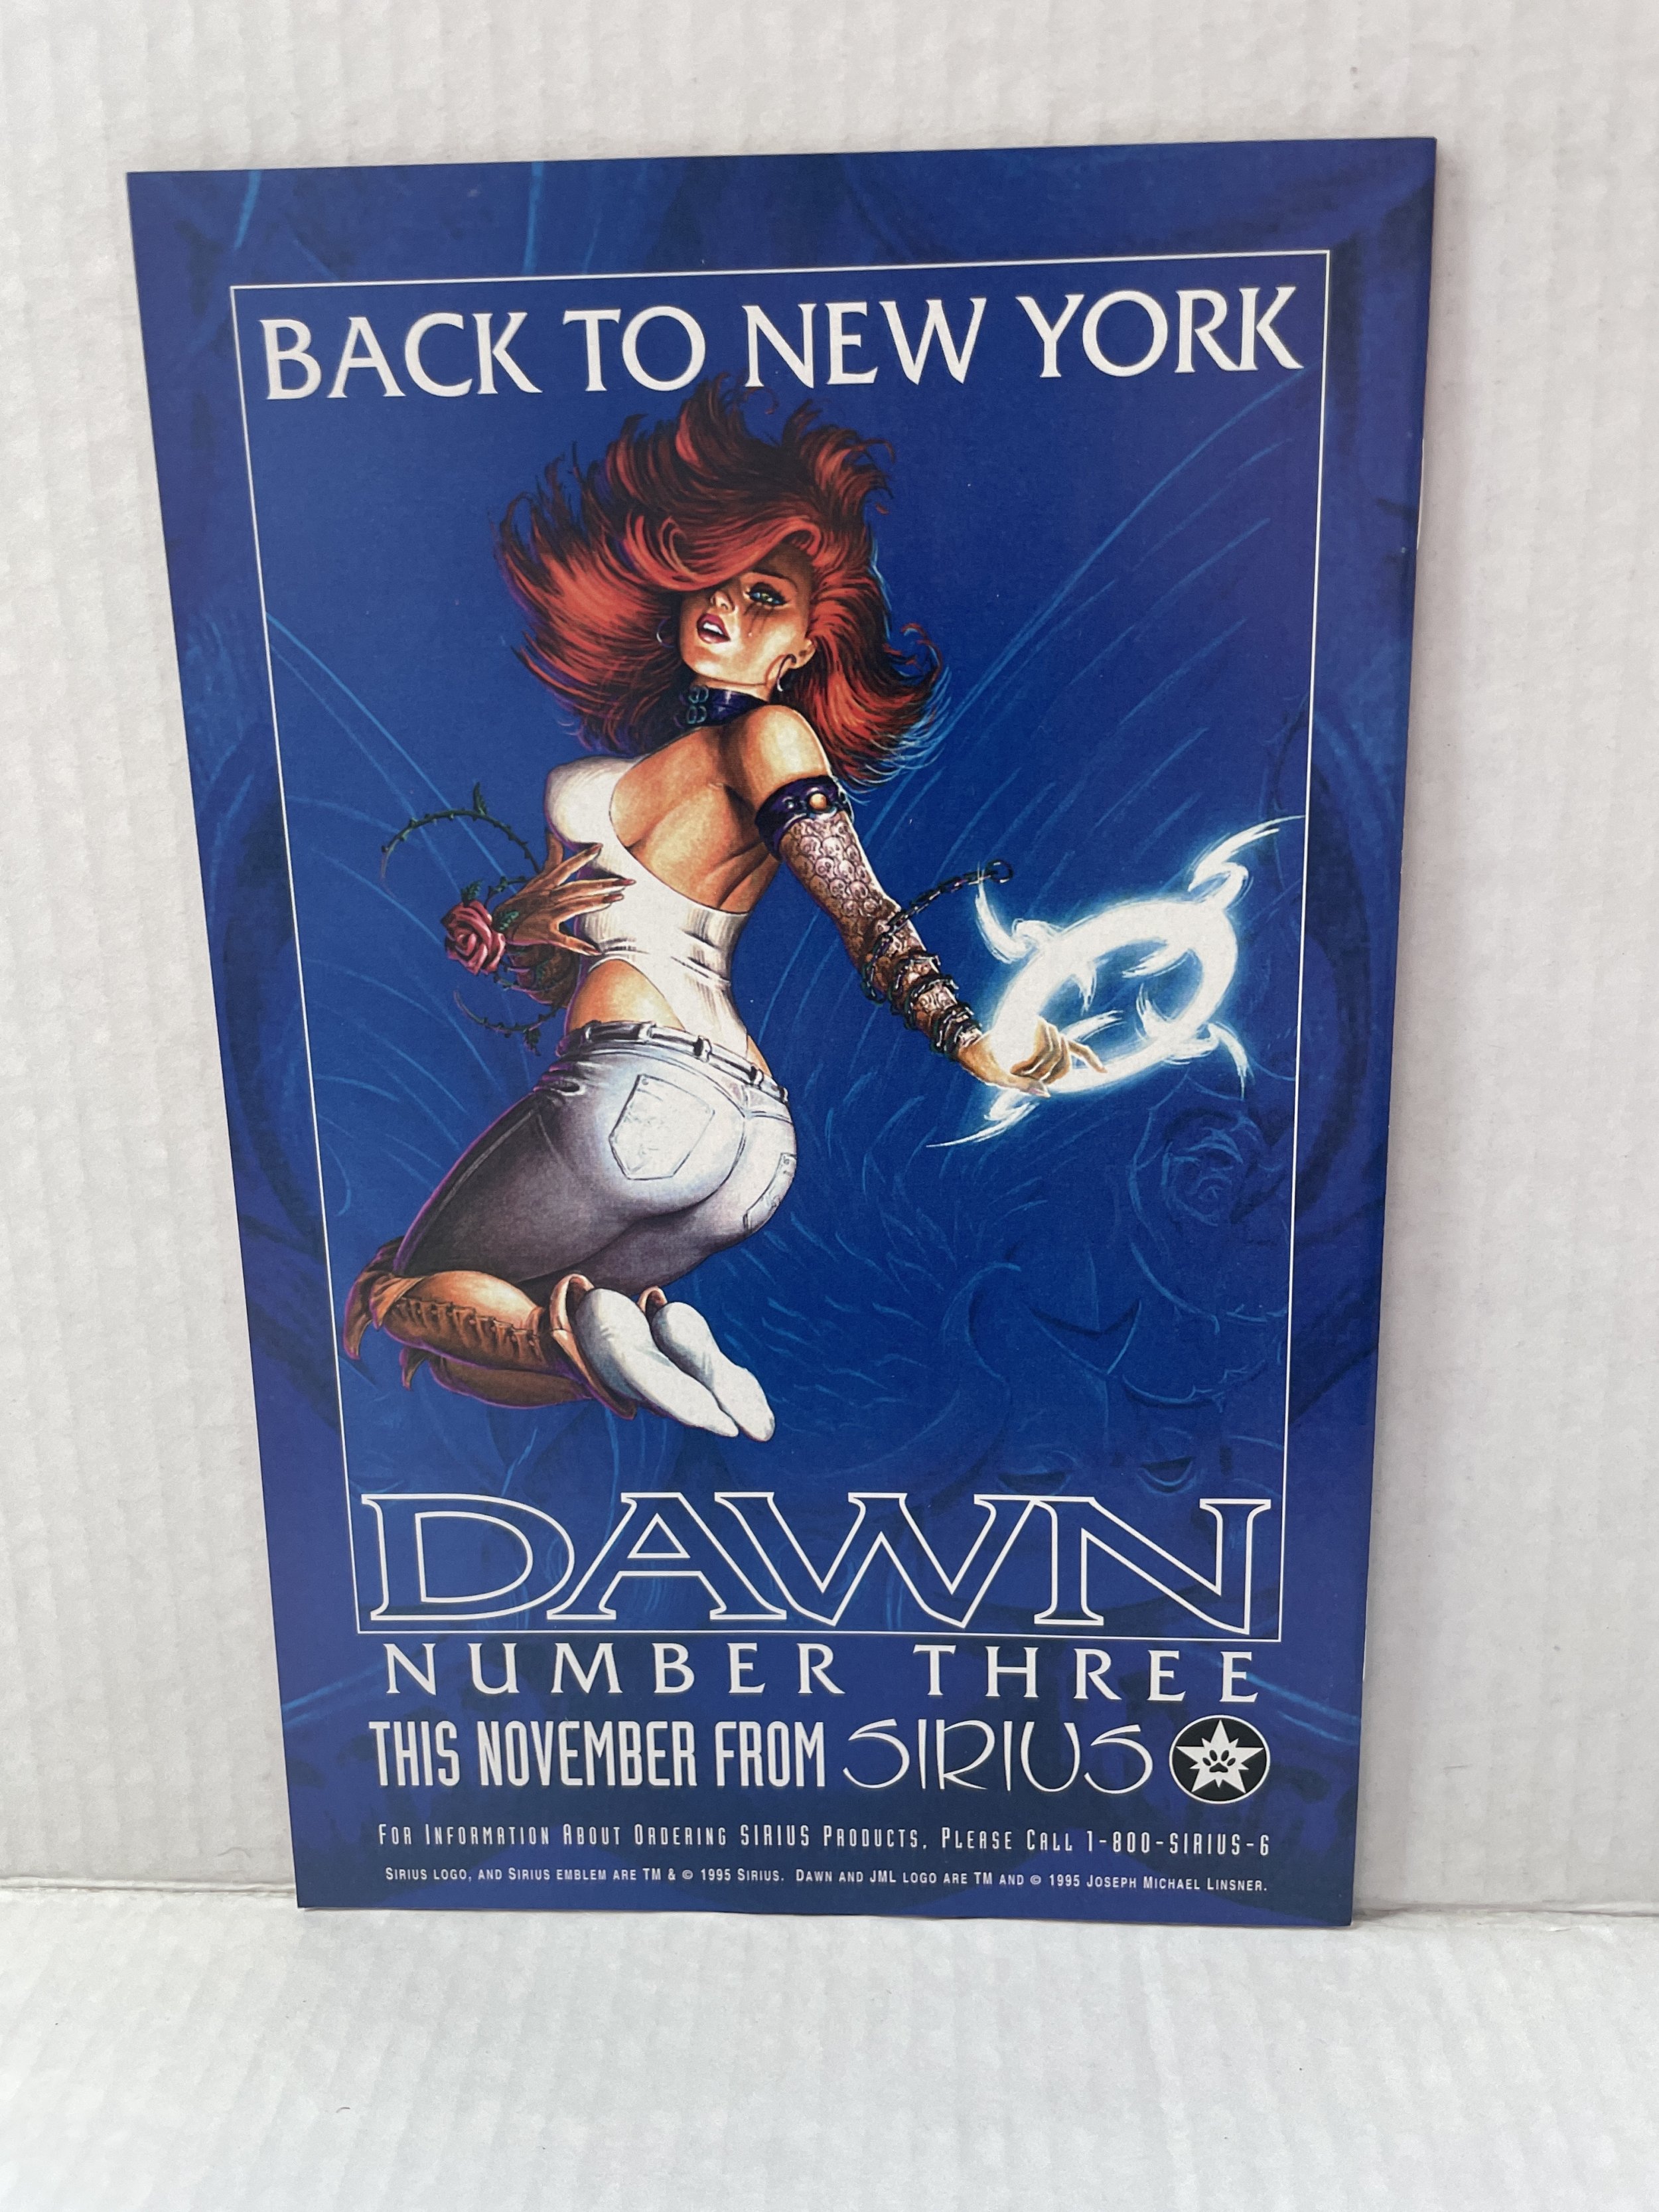 BACK TO NEW YORK
DAWN
NUMBER THREE
THIS NOVEMBER FROM SIRIUS
FOR INFORMATION ABOUT ORDERING SIRIUS PRODUCTS, PLEASE CALL 1-800-SIRIUS-6
SIRIUS LOGO, AND SIRIUS EMBLEM ARE TM & © 1995 SIRIUS. DAWN AND JML LOGO ARE TM AND © 1995 JOSEPH MICHAEL LINSNER.